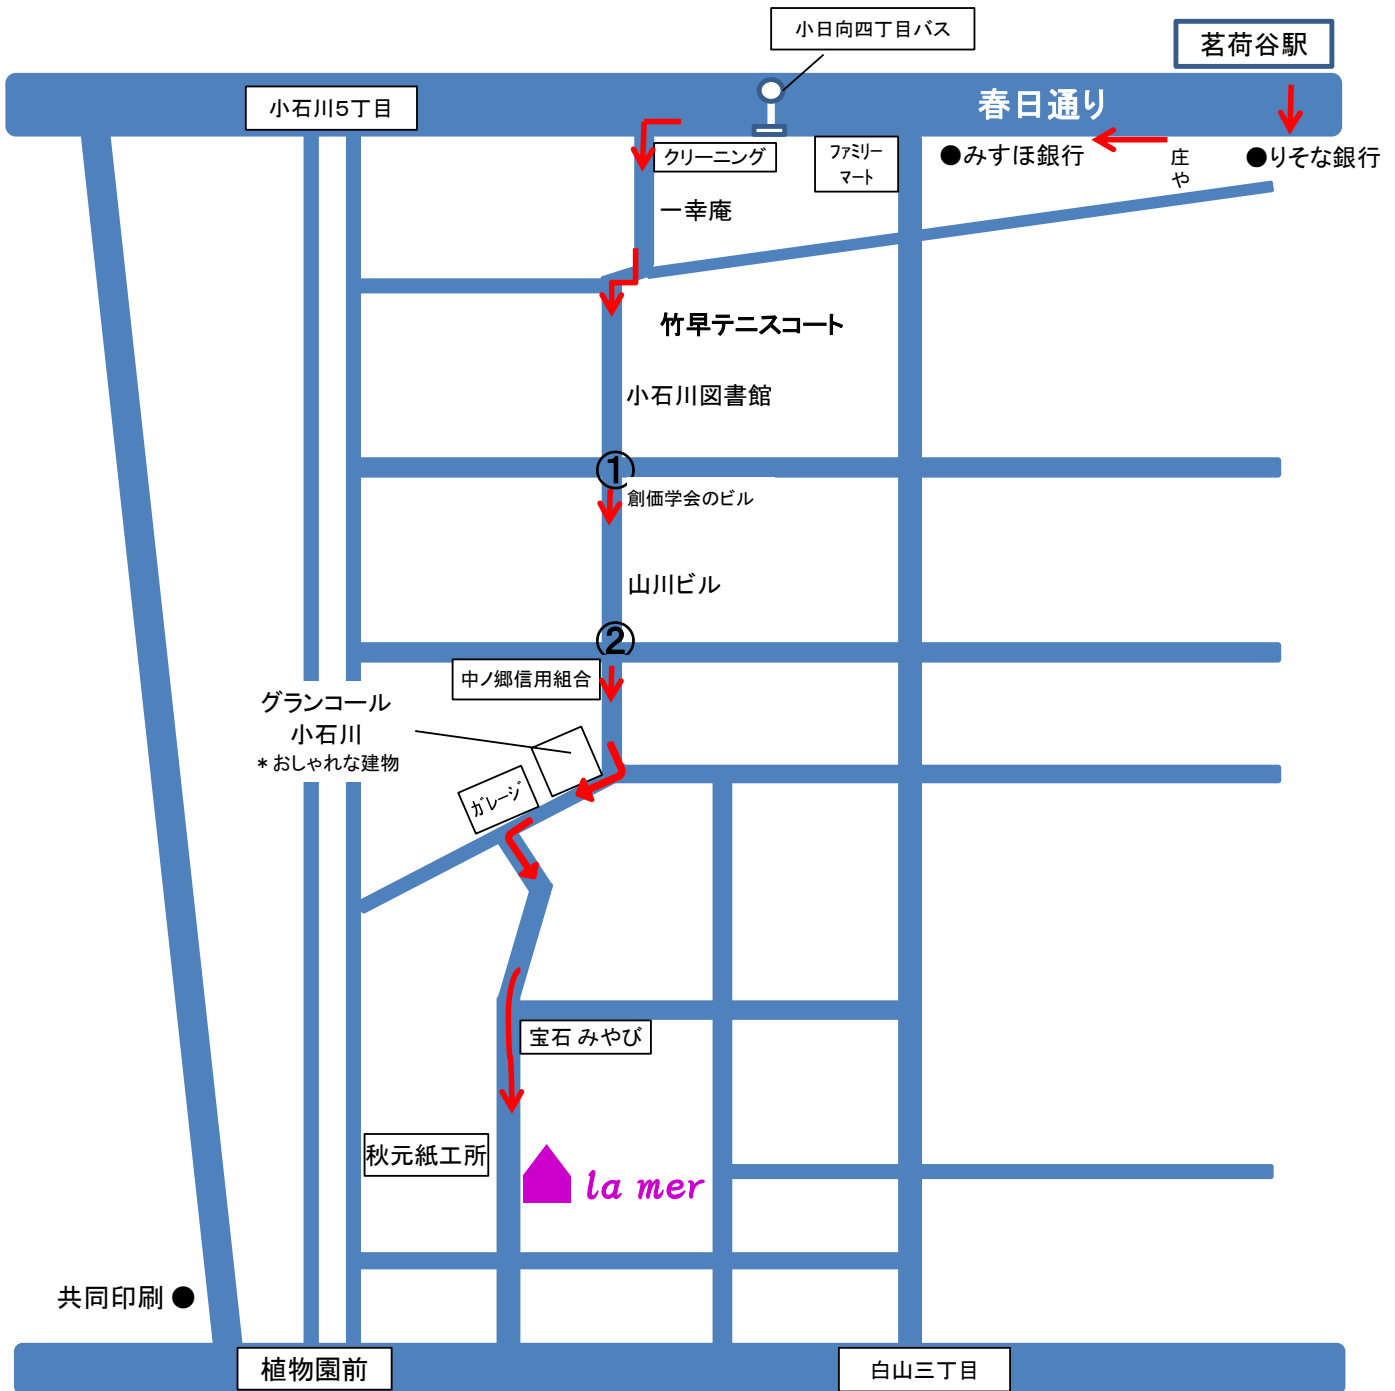 小日向四丁目バス
茗荷谷駅
小石川5丁目
春日通り
クリーニング
ファミリー
マート
●みずほ銀行
庄
や
●りそな銀行
一幸庵
竹早テニスコート
小石川図書館
①
創価学会のビル
山川ビル
②
中ノ郷信用組合
グランコール
小石川
*おしゃれな建物
ガレージ
宝石 みやび
秋元紙工所
la mer
共同印刷 ●
植物園前
白山三丁目